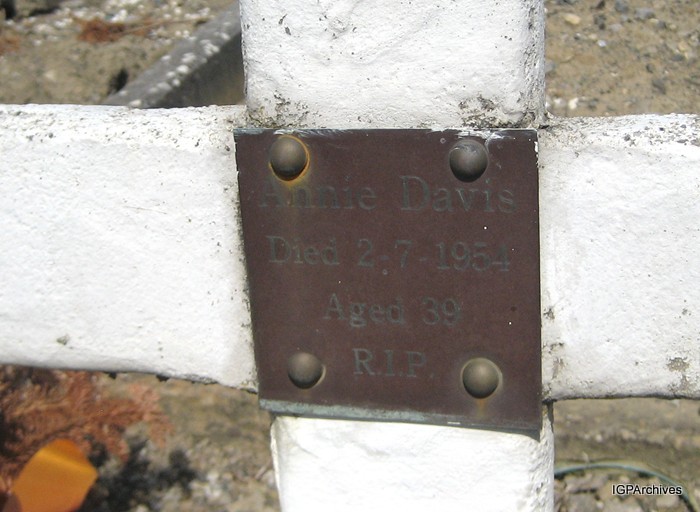 Annie Davis
Died 2-7-1954
Aged 39
R.I.P.
IGPArchives